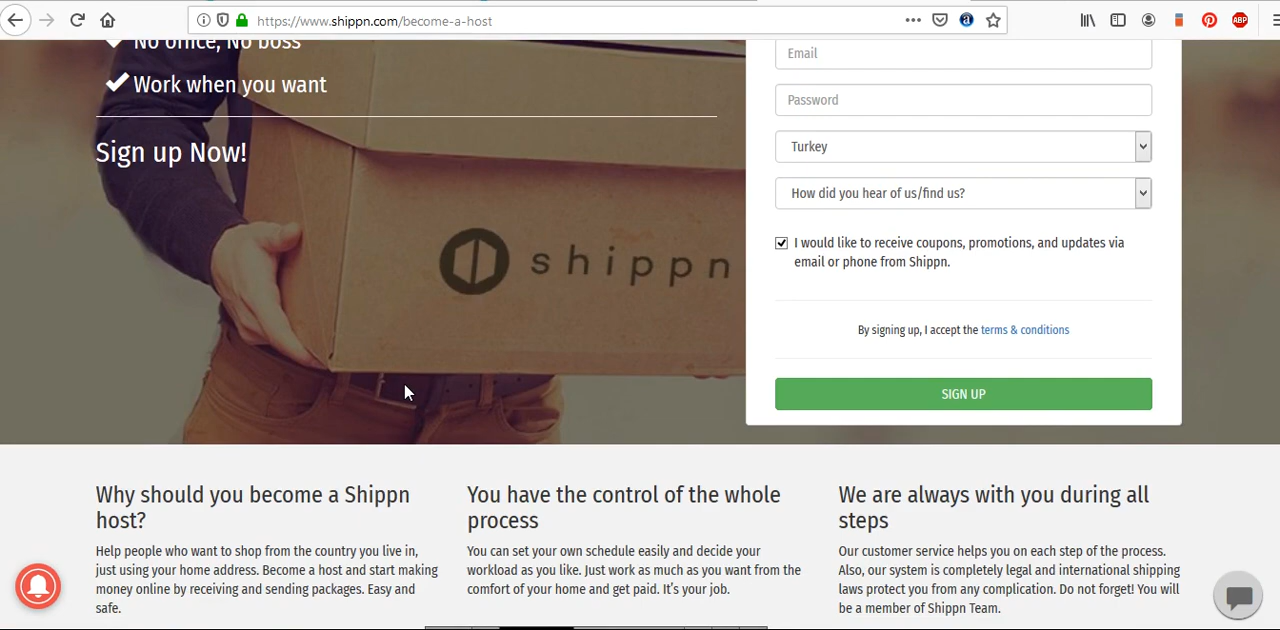 https://www.shippn.com/become-a-host
ABP
No office, No boss
Work when you want
Sign up Now!
shippn
Email
Password
Turkey
How did you hear of us/find us?
I would like to receive coupons, promotions, and updates via
email or phone from Shippn.
By signing up, I accept the terms & conditions
SIGN UP
Why should you become a Shippn
host?
Help people who want to shop from the country you live in,
just using your home address. Become a host and start making
money online by receiving and sending packages. Easy and
safe.
You have the control of the whole
process
You can set your own schedule easily and decide your
workload as you like. Just work as much as you want from the
comfort of your home and get paid. It's your job.
We are always with you during all
steps
Our customer service helps you on each step of the process.
Also, our system is completely legal and international shipping
laws protect you from any complication. Do not forget! You will
be a member of Shippn Team.